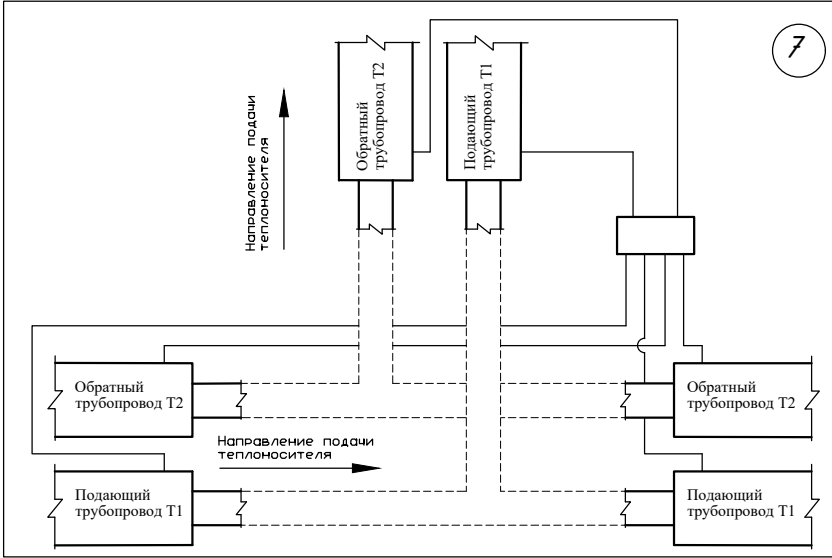 7
Обратный
трубопровод Т2
Подающий
трубопровод Т1
Направление подачи
теплоносителя
Обратный
трубопровод Т2
Обратный
трубопровод Т2
Направление подачи
теплоносителя
Подающий
трубопровод Т1
Подающий
трубопровод Т1